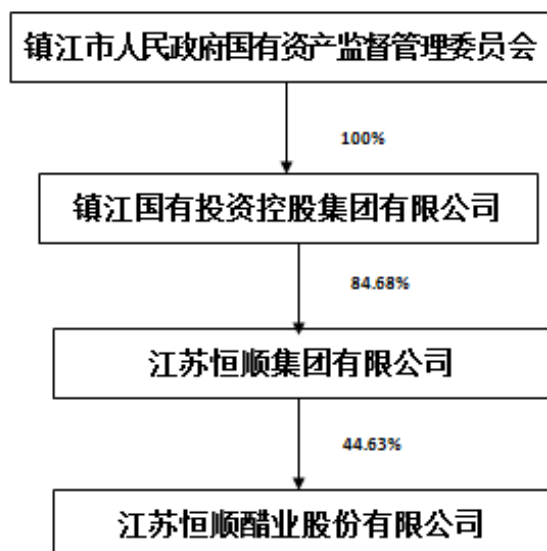 镇江市人民政府国有资产监督管理委员会
100%
镇江国有投资控股集团有限公司
84.68%
江苏恒顺集团有限公司
44.63%
江苏恒顺醋业股份有限公司